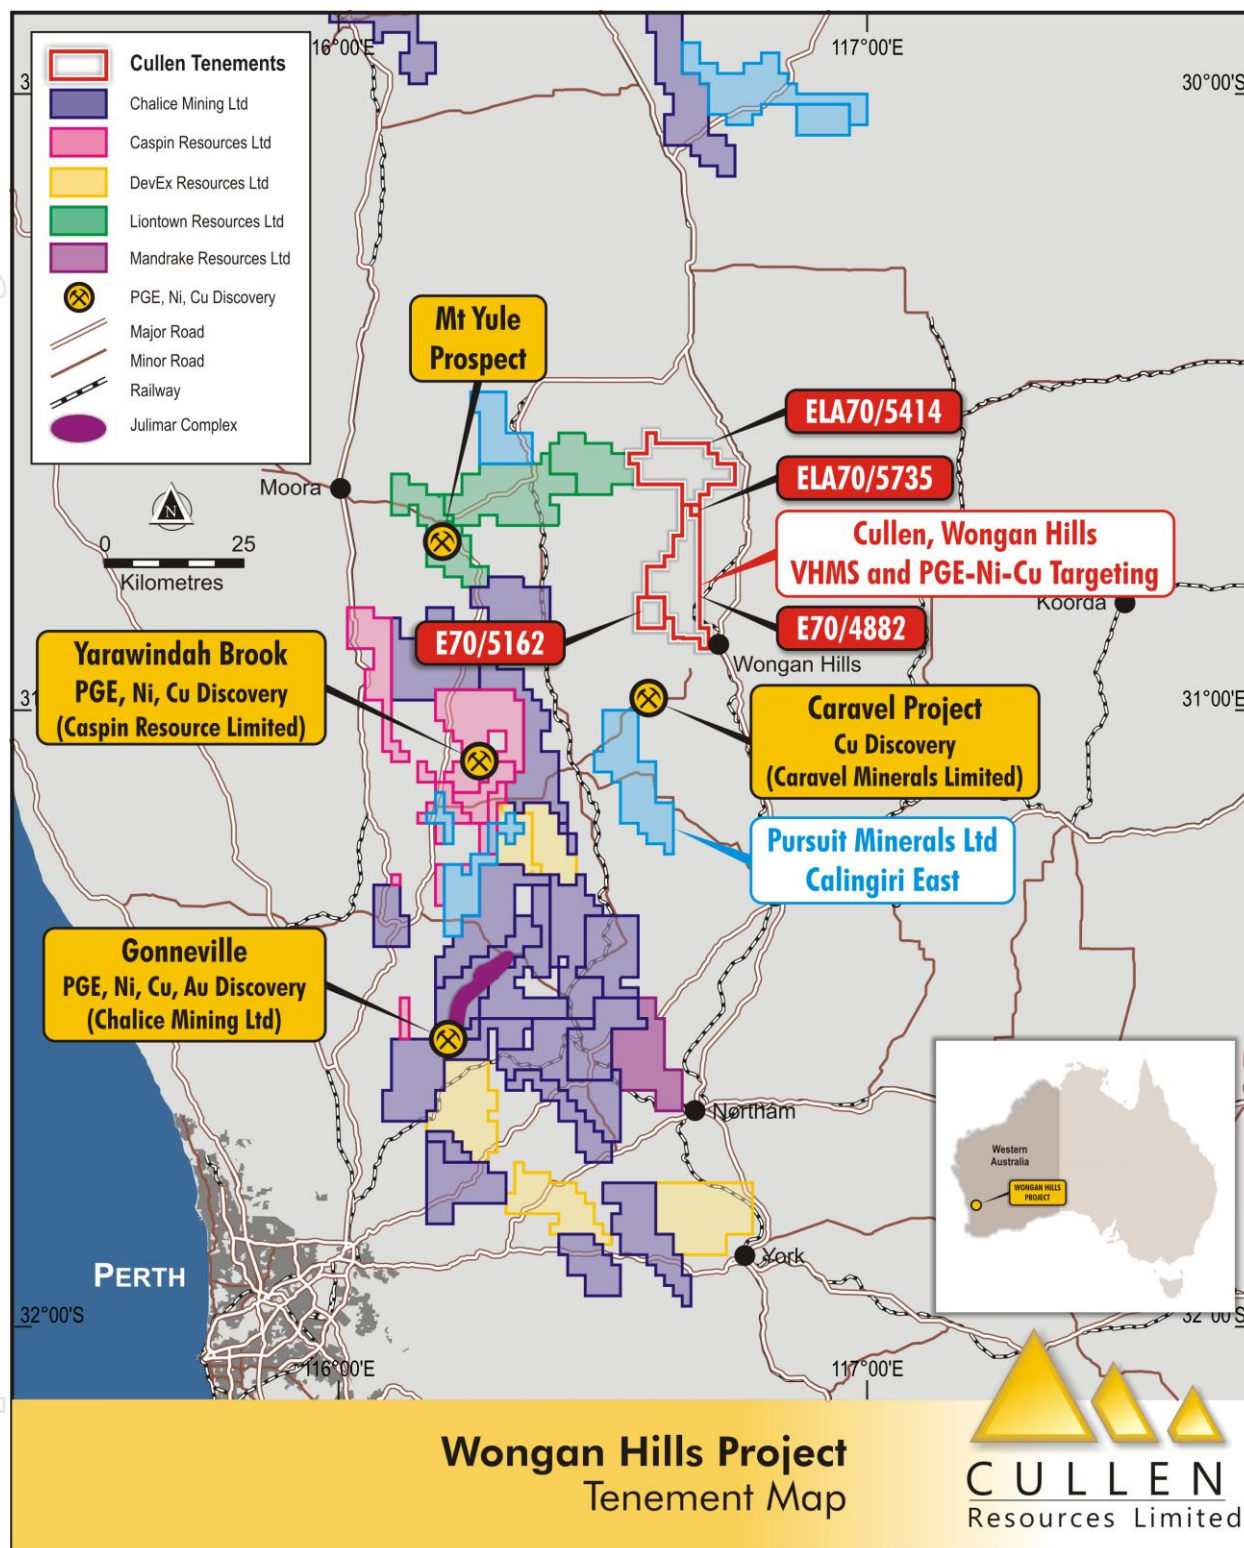 16°00'E
117°00'E
3
30°00'S
Cullen Tenements
Chalice Mining Ltd
Caspin Resources Ltd
DevEx Resources Ltd
Liontown Resources Ltd
Mandrake Resources Ltd
PGE, Ni, Cu Discovery
Major Road
Minor Road
Railway
Julimar Complex
Mt Yule
Prospect
ELA70/5414
ELA70/5735
Moora
N
0 25
Kilometres
Cullen, Wongan Hills
VHMS and PGE-Ni-Cu Targeting
Koorda
E70/5162
E70/4882
Wongan Hills
Yarawindah Brook
PGE, Ni, Cu Discovery
(Caspin Resource Limited)
31
31°00'E
Caravel Project
Cu Discovery
(Caravel Minerals Limited)
Pursuit Minerals Ltd
Calingiri East
Gonneville
PGE, Ni, Cu, Au Discovery
(Chalice Mining Ltd)
Northam
Western
Australia
WONGAN HILLS
PROJECT
York
PERTH
32°00'S
32°00'S
116°00'E
117°00'E
Wongan Hills Project
Tenement Map
CULLEN
Resources Limited